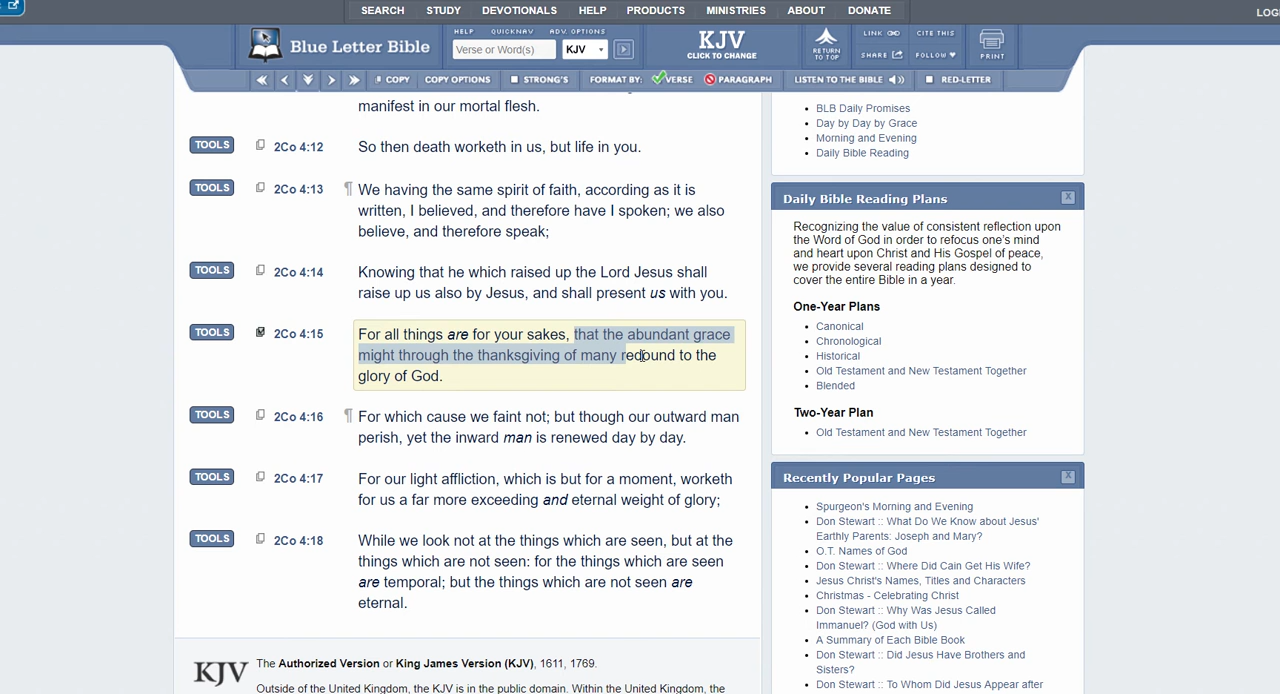 SEARCH STUDY DEVOTIONALS HELP PRODUCTS MINISTRIES ABOUT DONATE
LOG
Blue Letter Bible
HELP QUICKNAV ADV. OPTIONS
Verse or Word(s) KJV
KJV
CLICK TO CHANGE
RETURN
TO TOP
LINK CITE THIS
SHARE FOLLOW
PRINT
COPY COPY OPTIONS STRONG'S FORMAT BY: VERSE PARAGRAPH LISTEN TO THE BIBLE RED-LETTER
manifest in our mortal flesh.
TOOLS 2Co 4:12 So then death worketh in us, but life in you.
TOOLS 2Co 4:13 ¶ We having the same spirit of faith, according as it is
written, I believed, and therefore have I spoken; we also
believe, and therefore speak;
TOOLS 2Co 4:14 Knowing that he which raised up the Lord Jesus shall
raise up us also by Jesus, and shall present us with you.
TOOLS 2Co 4:15 For all things are for your sakes, that the abundant grace
might through the thanksgiving of many redound to the
glory of God.
TOOLS 2Co 4:16 ¶ For which cause we faint not; but though our outward man
perish, yet the inward man is renewed day by day.
TOOLS 2Co 4:17 For our light affliction, which is but for a moment, worketh
for us a far more exceeding and eternal weight of glory;
TOOLS 2Co 4:18 While we look not at the things which are seen, but at the
things which are not seen: for the things which are seen
are temporal; but the things which are not seen are
eternal.
KJV The Authorized Version or King James Version (KJV), 1611, 1769.
Outside of the United Kingdom, the KJV is in the public domain. Within the United Kingdom, the
BLB Daily Promises
Day by Day by Grace
Morning and Evening
Daily Bible Reading
Daily Bible Reading Plans X
Recognizing the value of consistent reflection upon
the Word of God in order to refocus one's mind
and heart upon Christ and His Gospel of peace,
we provide several reading plans designed to
cover the entire Bible in a year.
One-Year Plans
Canonical
Chronological
Historical
Old Testament and New Testament Together
Blended
Two-Year Plan
Old Testament and New Testament Together
Recently Popular Pages X
Spurgeon's Morning and Evening
Don Stewart :: What Do We Know about Jesus'
Earthly Parents: Joseph and Mary?
O.T. Names of God
Don Stewart :: Where Did Cain Get His Wife?
Jesus Christ's Names, Titles and Characters
Christmas - Celebrating Christ
Don Stewart :: Why Was Jesus Called
Immanuel? (God with Us)
A Summary of Each Bible Book
Don Stewart :: Did Jesus Have Brothers and
Sisters?
Don Stewart :: To Whom Did Jesus Appear after